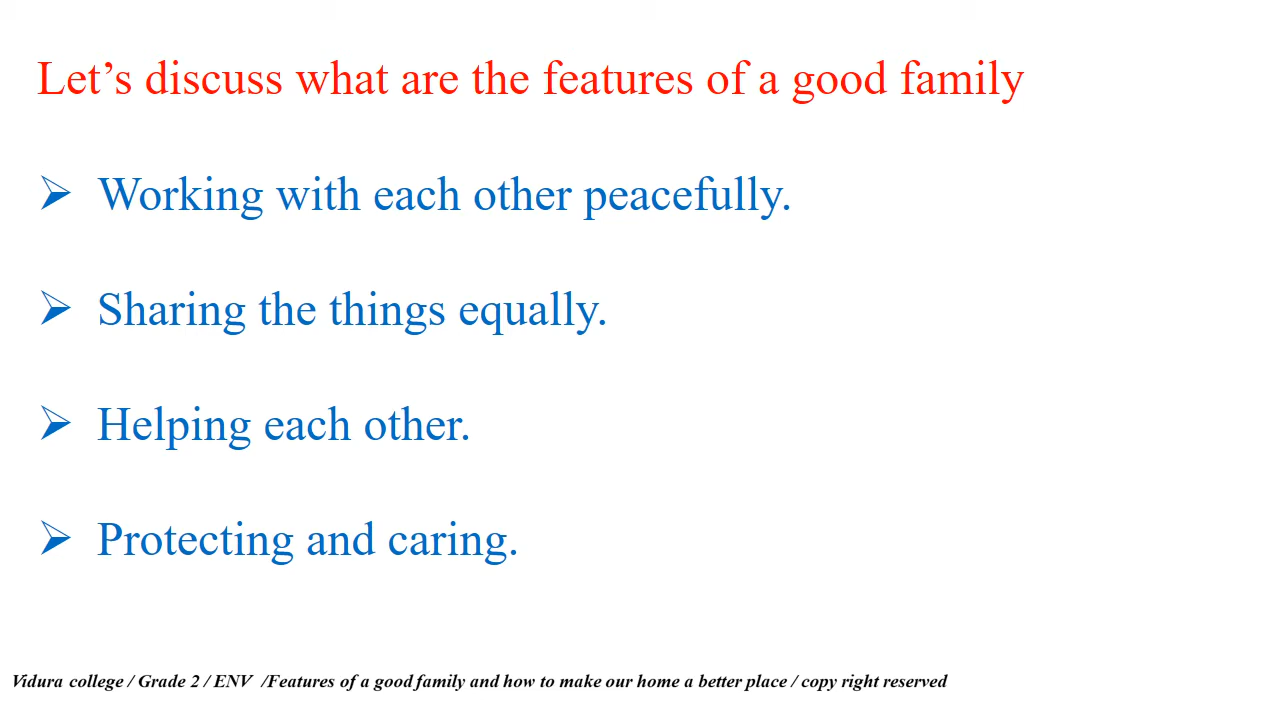 Let’s discuss what are the features of a good family
➢ Working with each other peacefully.
➢ Sharing the things equally.
➢ Helping each other.
➢ Protecting and caring.
Vidura college / Grade 2 / ENV /Features of a good family and how to make our home a better place / copy right reserved